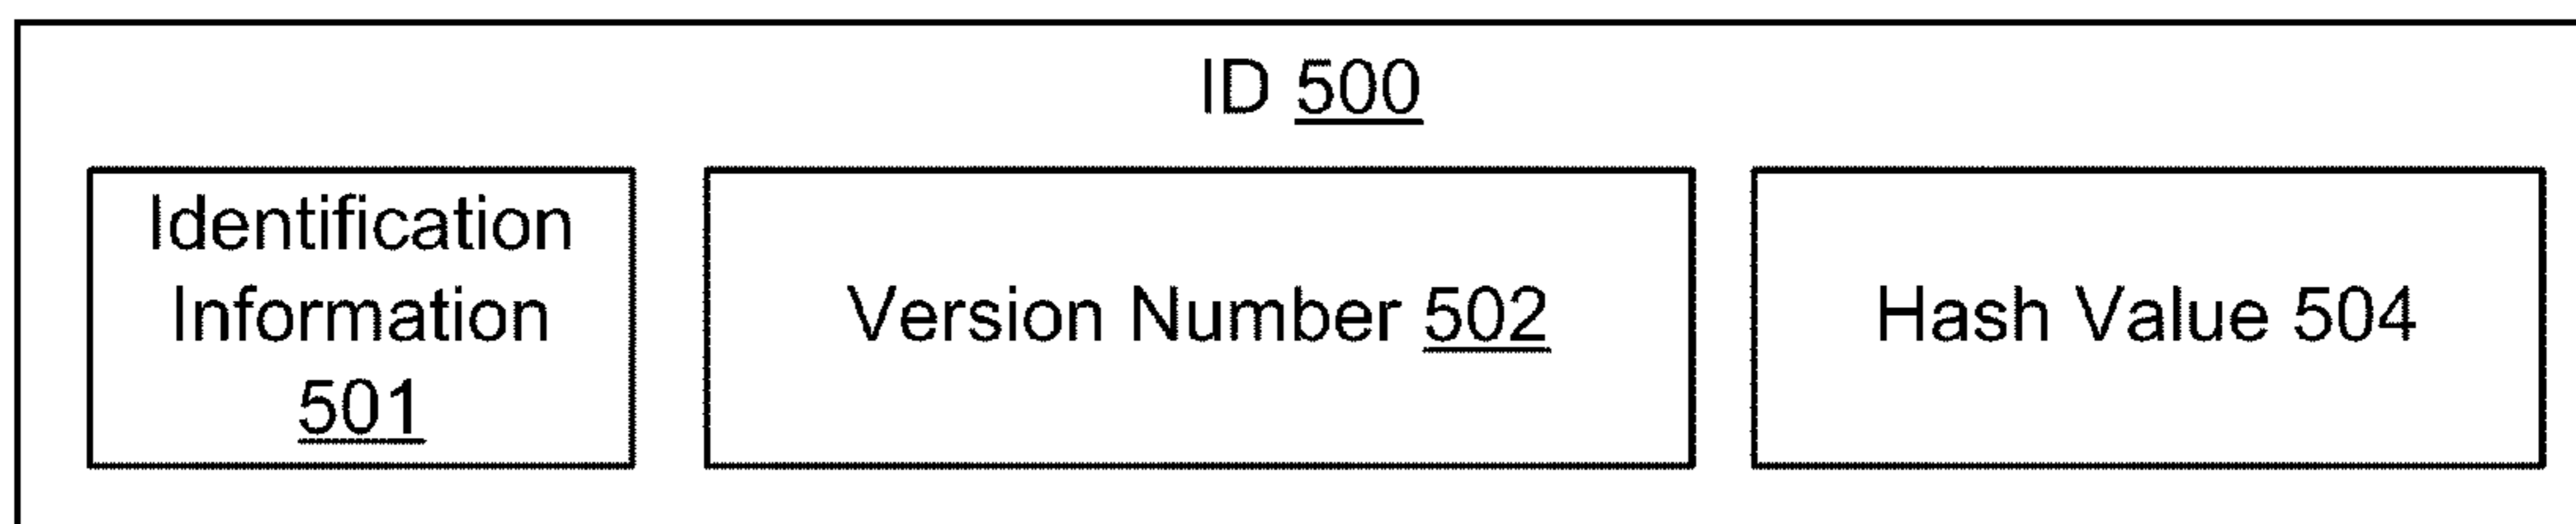 ID 500
Identification
Information
501
Version Number 502
Hash Value 504